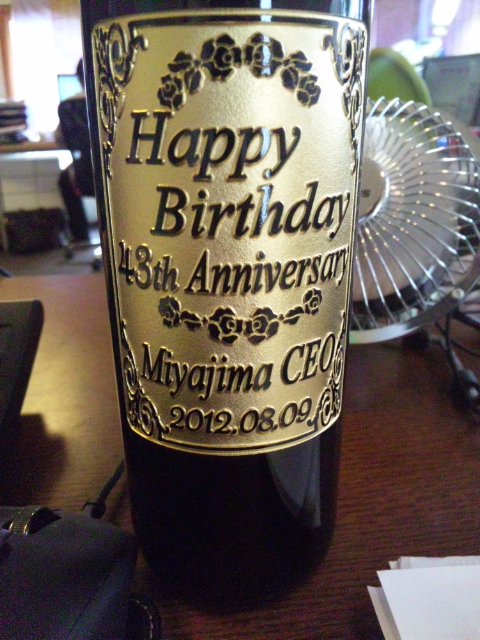 Happy
Birthday
43th Anniversary
Miyajima CEO
2012.08.09